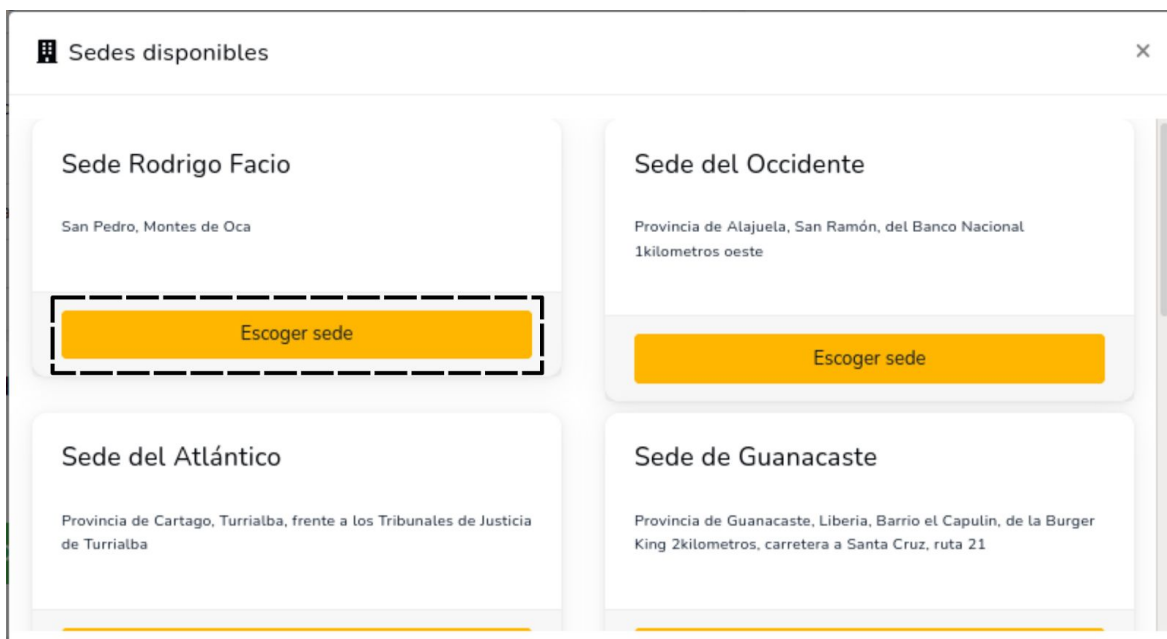 Sedes disponibles
×
Sede Rodrigo Facio
San Pedro, Montes de Oca
Escoger sede
Sede del Occidente
Provincia de Alajuela, San Ramón, del Banco Nacional
1kilometros oeste
Escoger sede
Sede del Atlántico
Provincia de Cartago, Turrialba, frente a los Tribunales de Justicia
de Turrialba
Sede de Guanacaste
Provincia de Guanacaste, Liberia, Barrio el Capulin, de la Burger
King 2kilometros, carretera a Santa Cruz, ruta 21